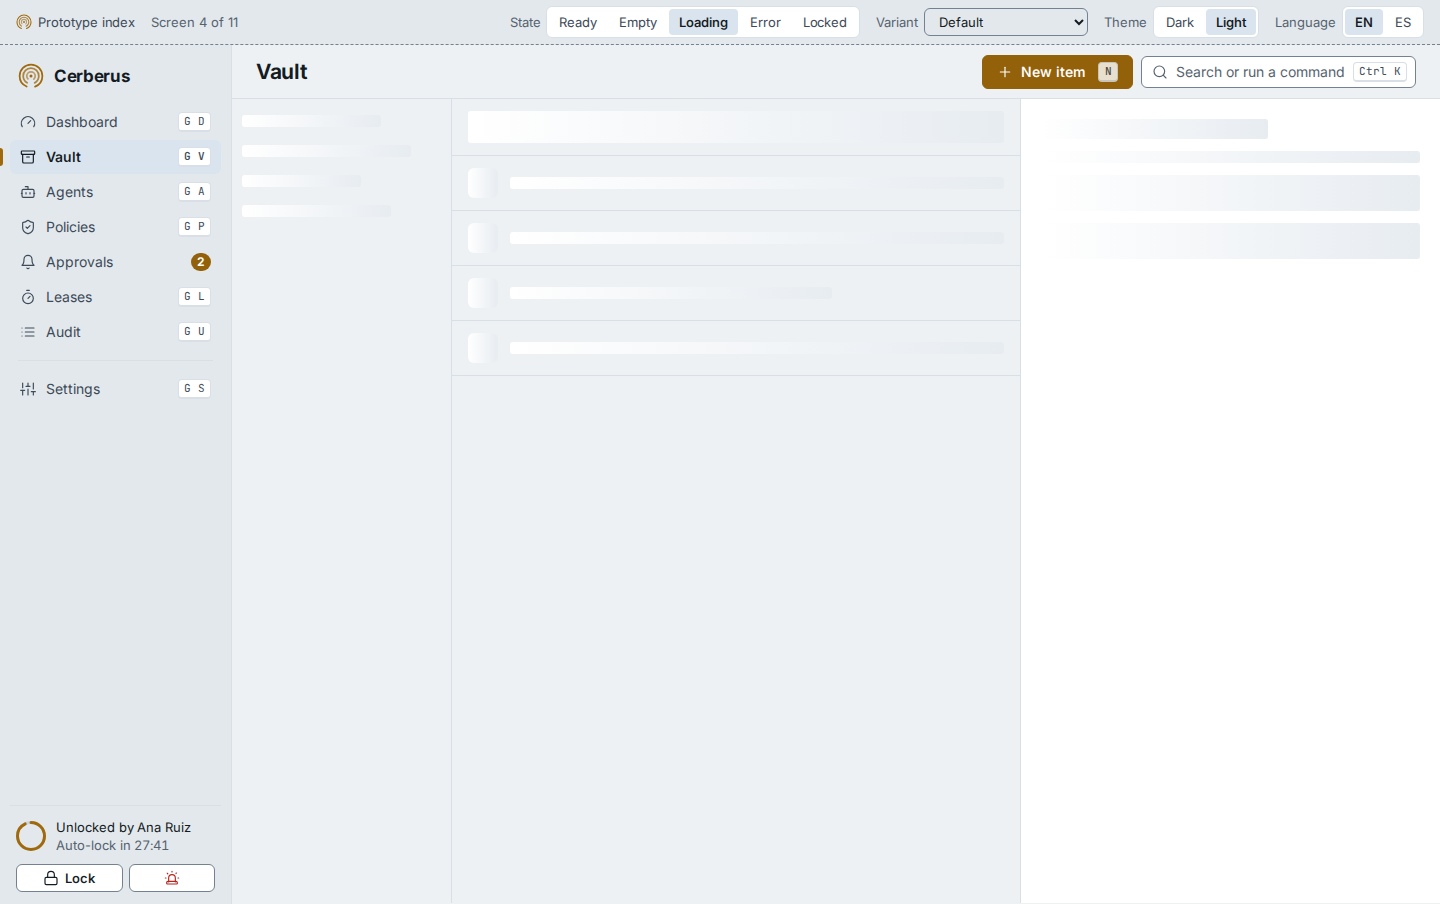 Prototype index Screen 4 of 11 State Ready Empty Loading Error Locked Variant Default Theme Dark Light Language EN ES
Cerberus
Vault
New item N
Search or run a command Ctrl K
Dashboard G D
Vault G V
Agents G A
Policies G P
Approvals 2
Leases G L
Audit G U
Settings G S
Unlocked by Ana Ruiz
Auto-lock in 27:41
Lock